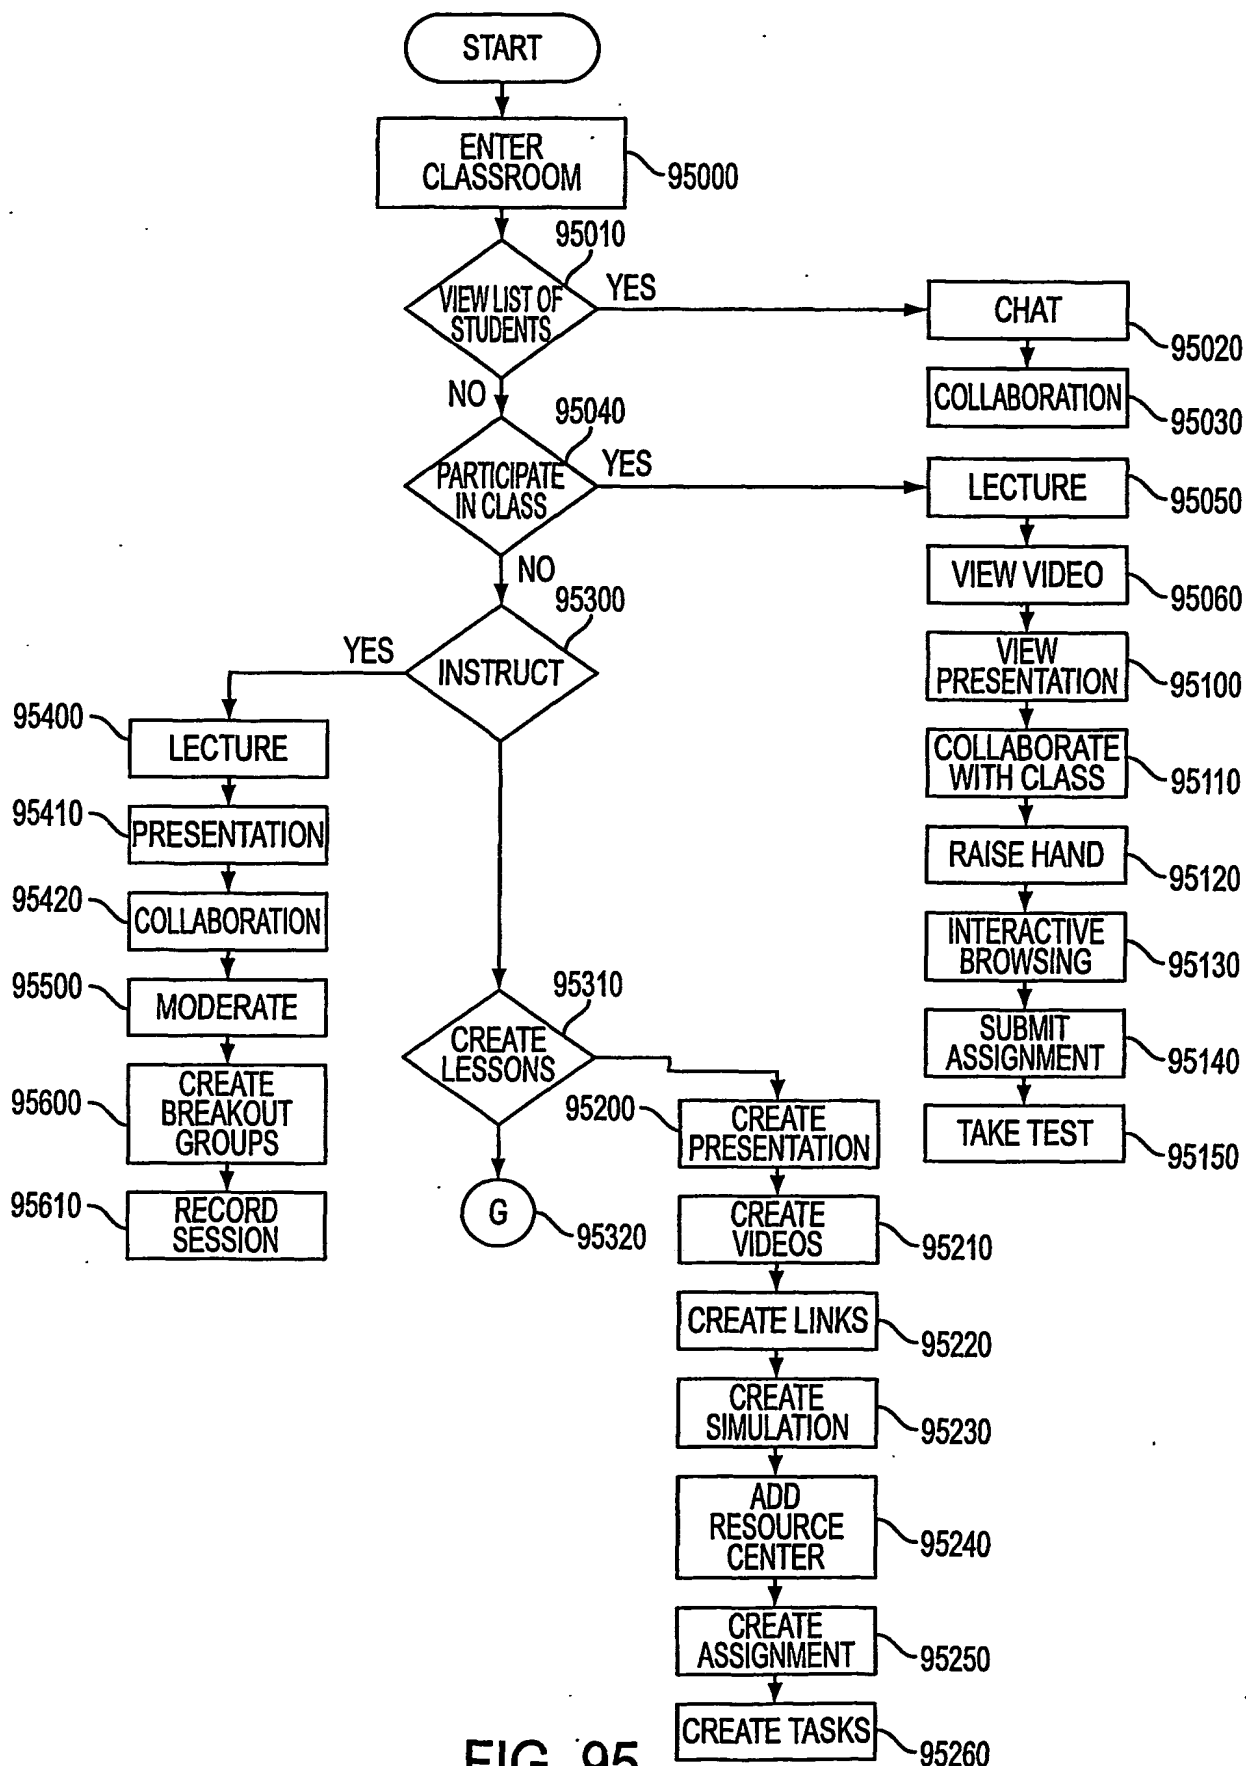 START
ENTER
CLASSROOM
95000
95010
VIEW LIST OF
STUDENTS
YES
NO
CHAT
95020
COLLABORATION
95030
95040
PARTICIPATE
IN CLASS
YES
NO
LECTURE
95050
VIEW VIDEO
95060
VIEW
PRESENTATION
95100
COLLABORATE
WITH CLASS
95110
RAISE HAND
95120
INTERACTIVE
BROWSING
95130
SUBMIT
ASSIGNMENT
95140
TAKE TEST
95150
95300
INSTRUCT
YES
95400
LECTURE
95410
PRESENTATION
95420
COLLABORATION
95500
MODERATE
95600
CREATE
BREAKOUT
GROUPS
95610
RECORD
SESSION
95310
CREATE
LESSONS
G
95320
95200
CREATE
PRESENTATION
CREATE
VIDEOS
95210
CREATE LINKS
95220
CREATE
SIMULATION
95230
ADD
RESOURCE
CENTER
95240
CREATE
ASSIGNMENT
95250
CREATE TASKS
95260
FIG. 95